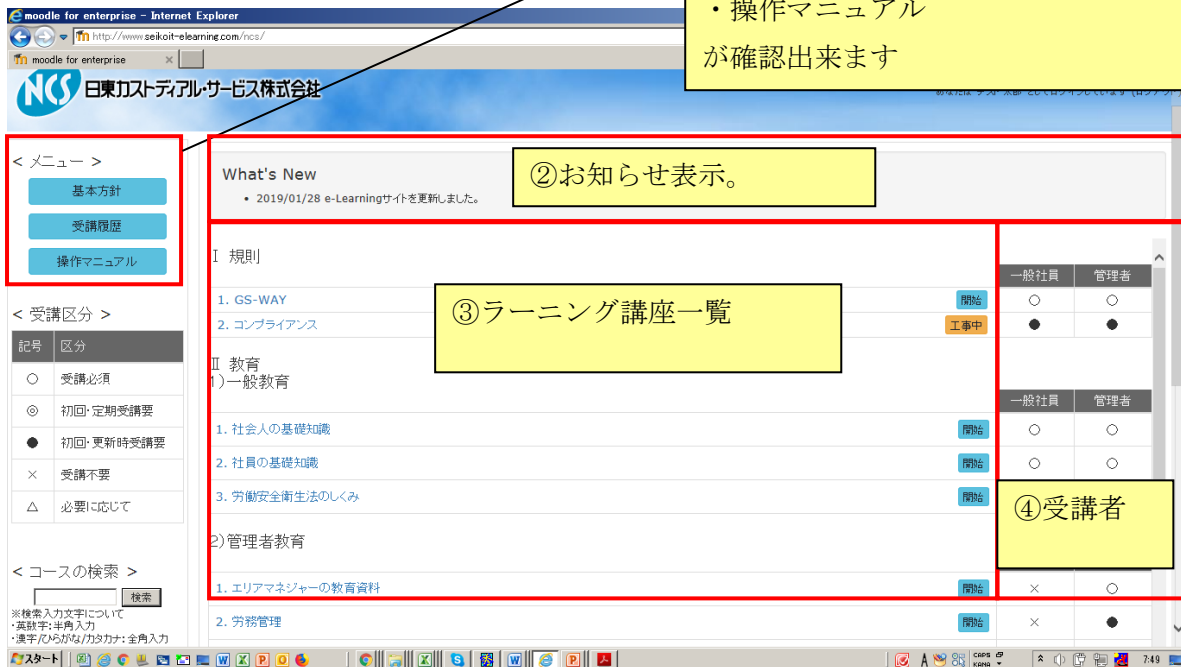 moodle for enterprise - Internet Explorer
http://www.seikoit-elearning.com/ncs/
moodle for enterprise ×
・操作マニュアル
が確認出来ます
NCS 日東カストディアル・サービス株式会社
< メニュー >
基本方針
受講履歴
操作マニュアル
What's New
• 2019/01/28 e-Learningサイトを更新しました。
②お知らせ表示。
Ⅰ 規則
一般社員 管理者
1. GS-WAY 開始 ○ ○
2. コンプライアンス 工事中 ● ●
③ラーニング講座一覧
< 受講区分 >
記号 区分
○ 受講必須
◎ 初回・定期受講要
● 初回・更新時受講要
× 受講不要
△ 必要に応じて
Ⅱ 教育
1)一般教育
一般社員 管理者
1. 社会人の基礎知識 開始 ○ ○
2. 社員の基礎知識 開始 ○ ○
3. 労働安全衛生法のしくみ 開始
④受講者
2)管理者教育
1. エリアマネジャーの教育資料 開始 × ○
2. 労務管理 開始 × ●
< コースの検索 >
検索
※検索入力文字について
・英数字:半角入力
・漢字/ひらがな/カタカナ:全角入力
スタート
A
CAPS
KANA
7:49